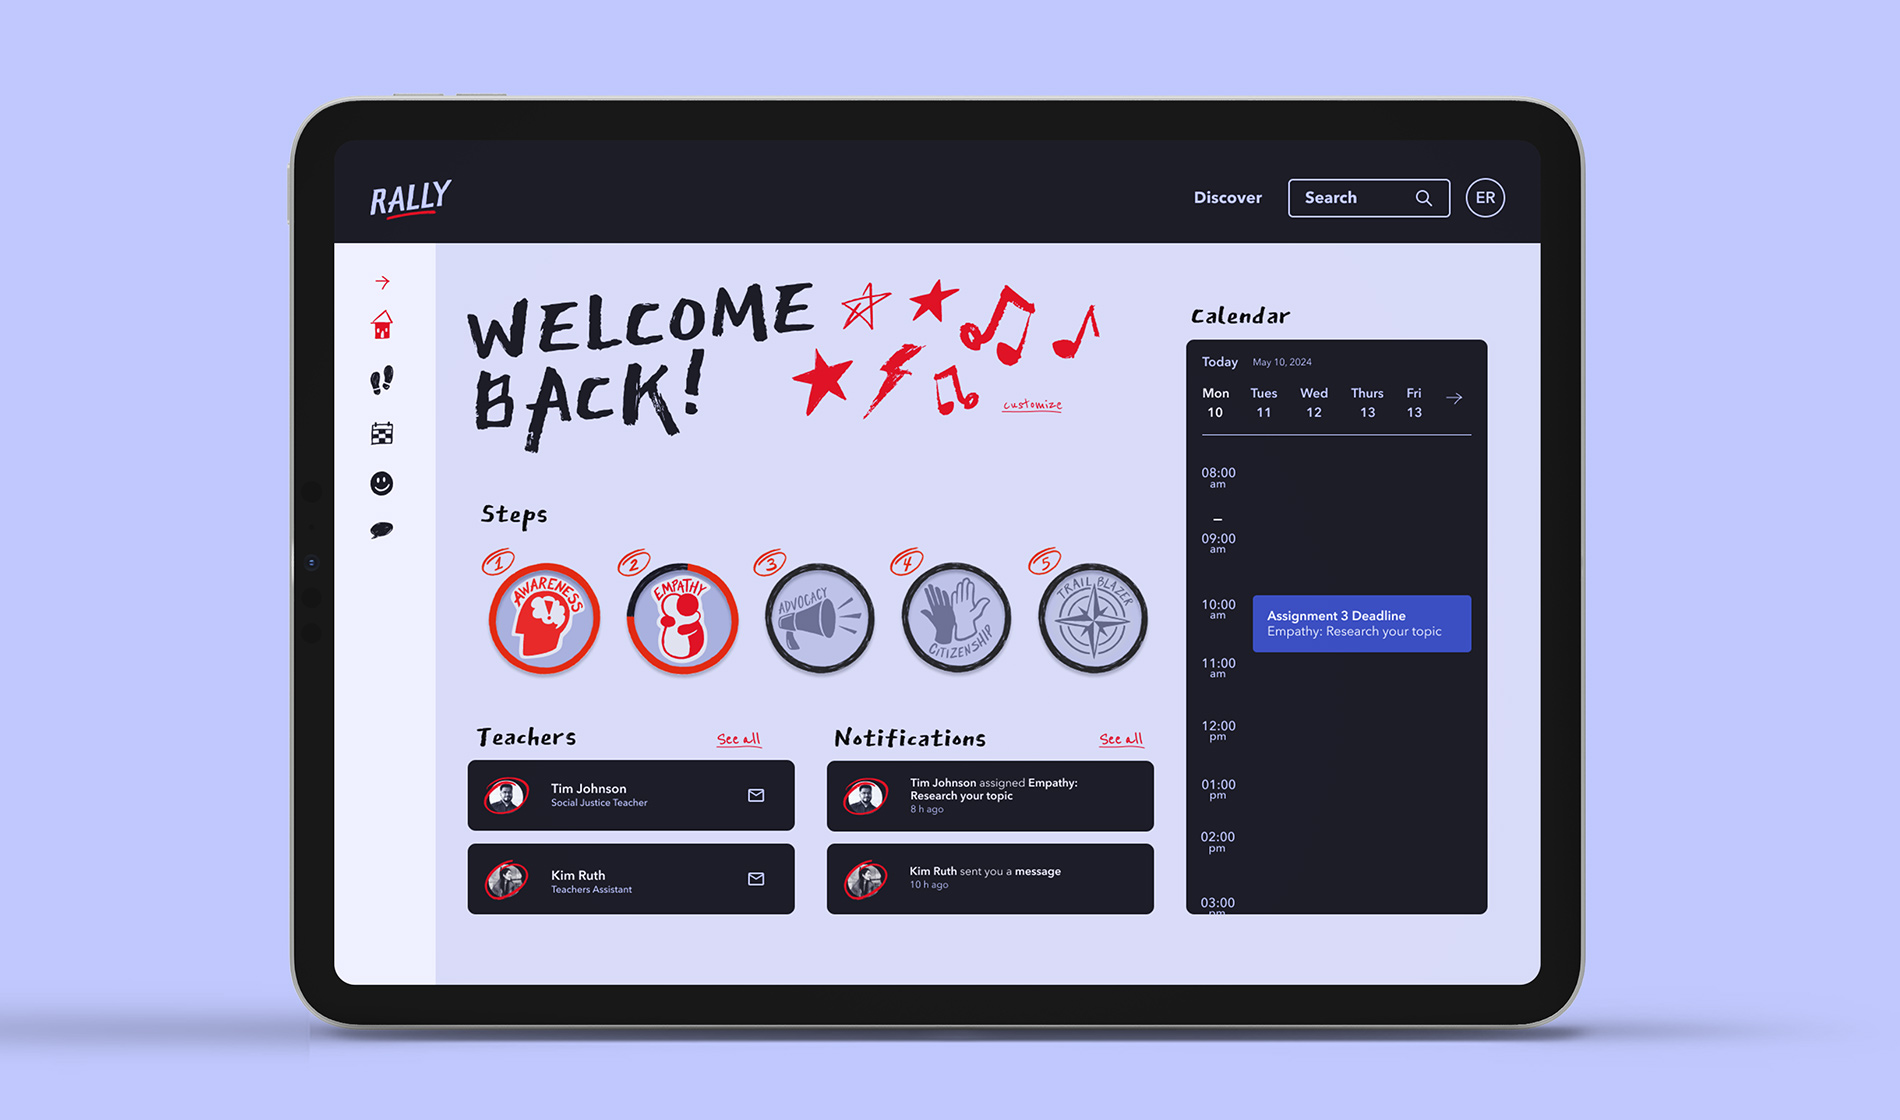 RALLY
Discover
Search
ER
WELCOME
BACK!
customize
Steps
1
AWARENESS
2
EMPATHY
3
ADVOCACY
4
CITIZENSHIP
5
TRAIL BLAZER
Teachers
See all
Tim Johnson
Social Justice Teacher
Kim Ruth
Teachers Assistant
Notifications
See all
Tim Johnson assigned Empathy:
Research your topic
8 h ago
Kim Ruth sent you a message
10 h ago
Calendar
Today May 10, 2024
Mon Tues Wed Thurs Fri
10 11 12 13 13
08:00
am
–
09:00
am
10:00
am
Assignment 3 Deadline
Empathy: Research your topic
11:00
am
12:00
pm
01:00
pm
02:00
pm
03:00
pm